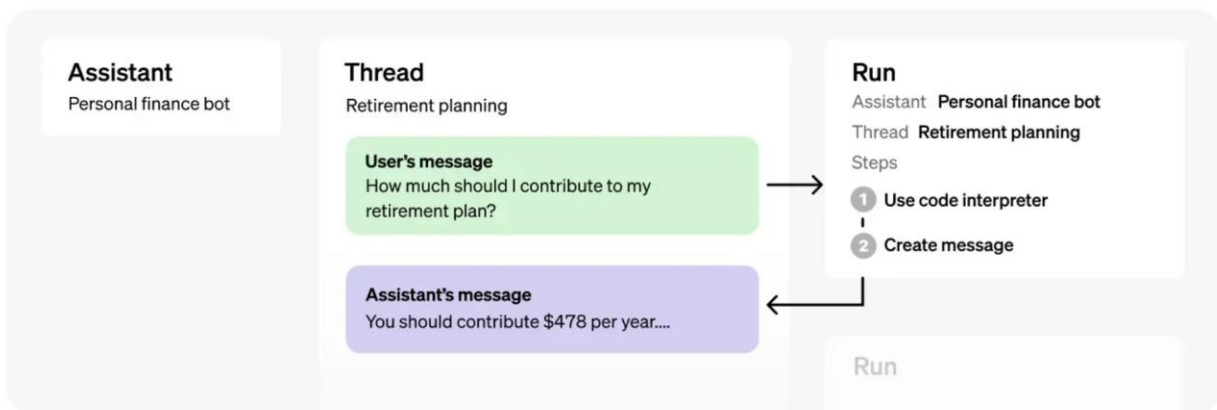 Assistant
Personal finance bot
Thread
Retirement planning
User’s message
How much should I contribute to my
retirement plan?
Assistant’s message
You should contribute $478 per year....
Run
Assistant Personal finance bot
Thread Retirement planning
Steps
1 Use code interpreter
2 Create message
Run